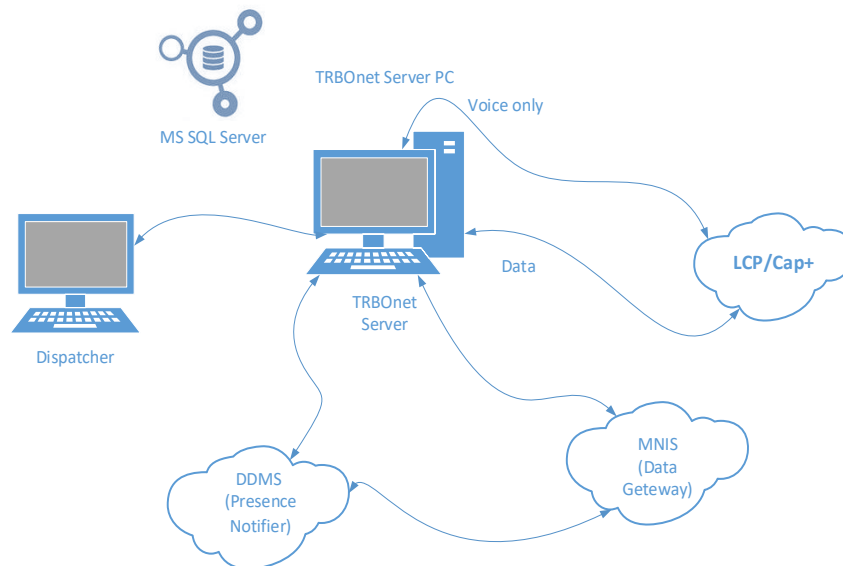 TRBOnet Server PC
Voice only
MS SQL Server
LCP/Cap+
Data
TRBOnet
Server
Dispatcher
MNIS
(Data
Geteway)
DDMS
(Presence
Notifier)